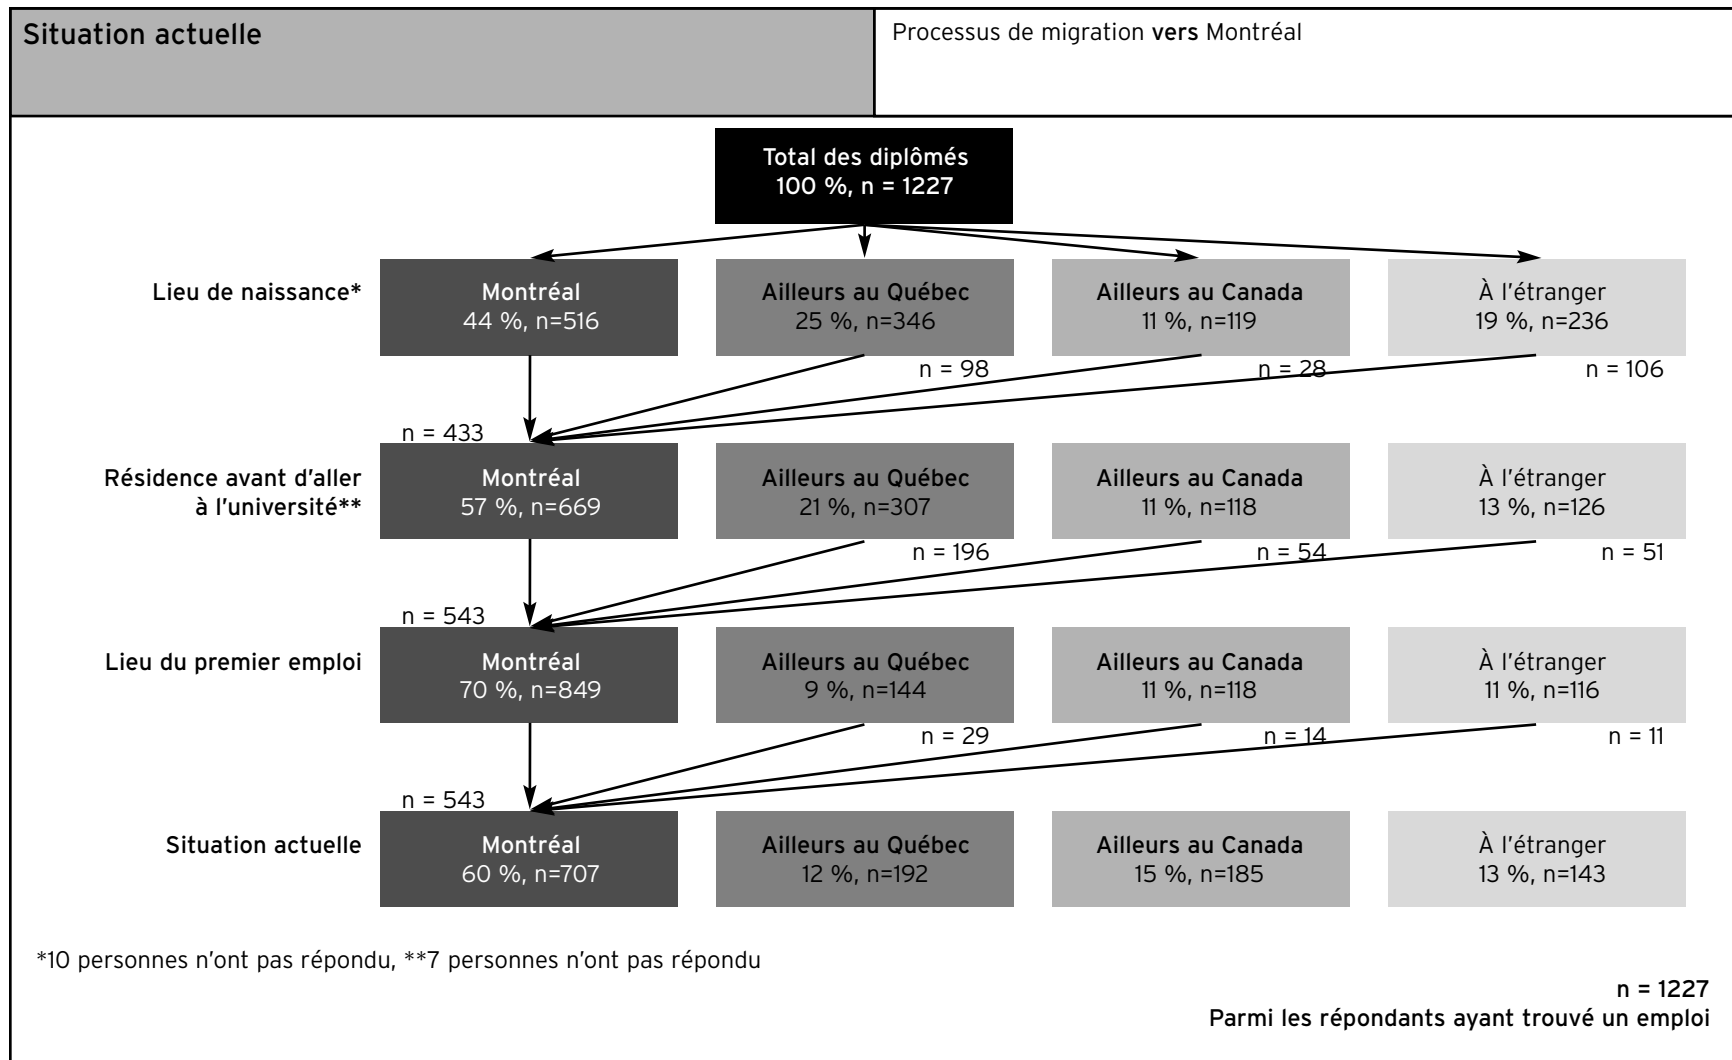 Situation actuelle
Processus de migration vers Montréal
Total des diplômés
100 %, n = 1227
Lieu de naissance*
Montréal
44 %, n=516
Ailleurs au Québec
25 %, n=346
Ailleurs au Canada
11 %, n=119
À l'étranger
19 %, n=236
n = 98
n = 28
n = 106
n = 433
Résidence avant d'aller
à l'université**
Montréal
57 %, n=669
Ailleurs au Québec
21 %, n=307
Ailleurs au Canada
11 %, n=118
À l'étranger
13 %, n=126
n = 196
n = 54
n = 51
n = 543
Lieu du premier emploi
Montréal
70 %, n=849
Ailleurs au Québec
9 %, n=144
Ailleurs au Canada
11 %, n=118
À l'étranger
11 %, n=116
n = 29
n = 14
n = 11
n = 543
Situation actuelle
Montréal
60 %, n=707
Ailleurs au Québec
12 %, n=192
Ailleurs au Canada
15 %, n=185
À l'étranger
13 %, n=143
*10 personnes n'ont pas répondu, **7 personnes n'ont pas répondu
n = 1227
Parmi les répondants ayant trouvé un emploi